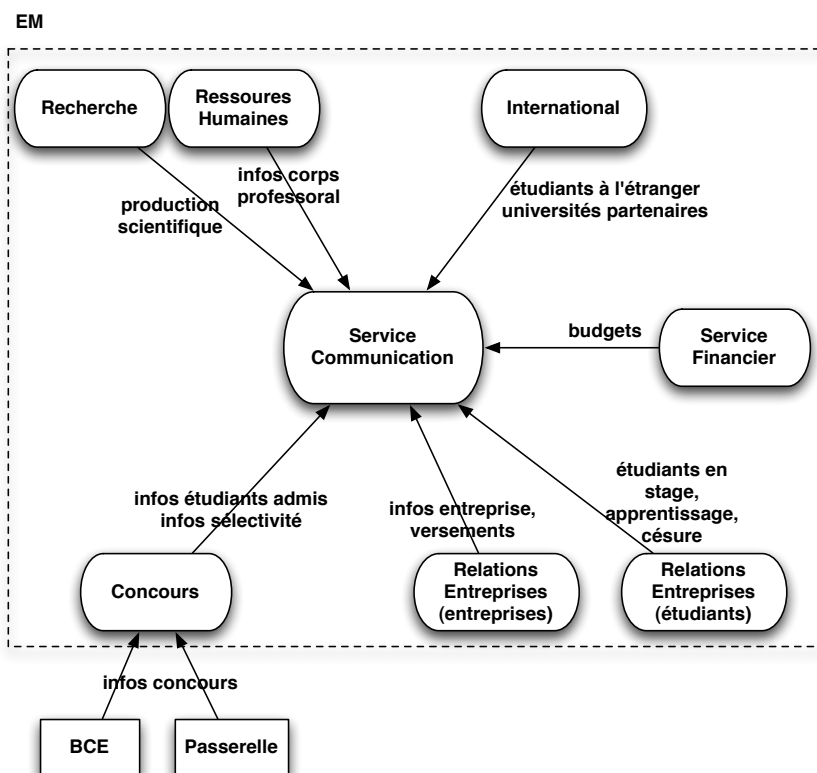 EM
Recherche
Ressoures
Humaines
International
infos corps
professoral
production
scientifique
étudiants à l'étranger
universités partenaires
Service
Communication
budgets
Service
Financier
infos étudiants admis
infos sélectivité
infos entreprise,
versements
étudiants en
stage,
apprentissage,
césure
Concours
Relations
Entreprises
(entreprises)
Relations
Entreprises
(étudiants)
infos concours
BCE
Passerelle